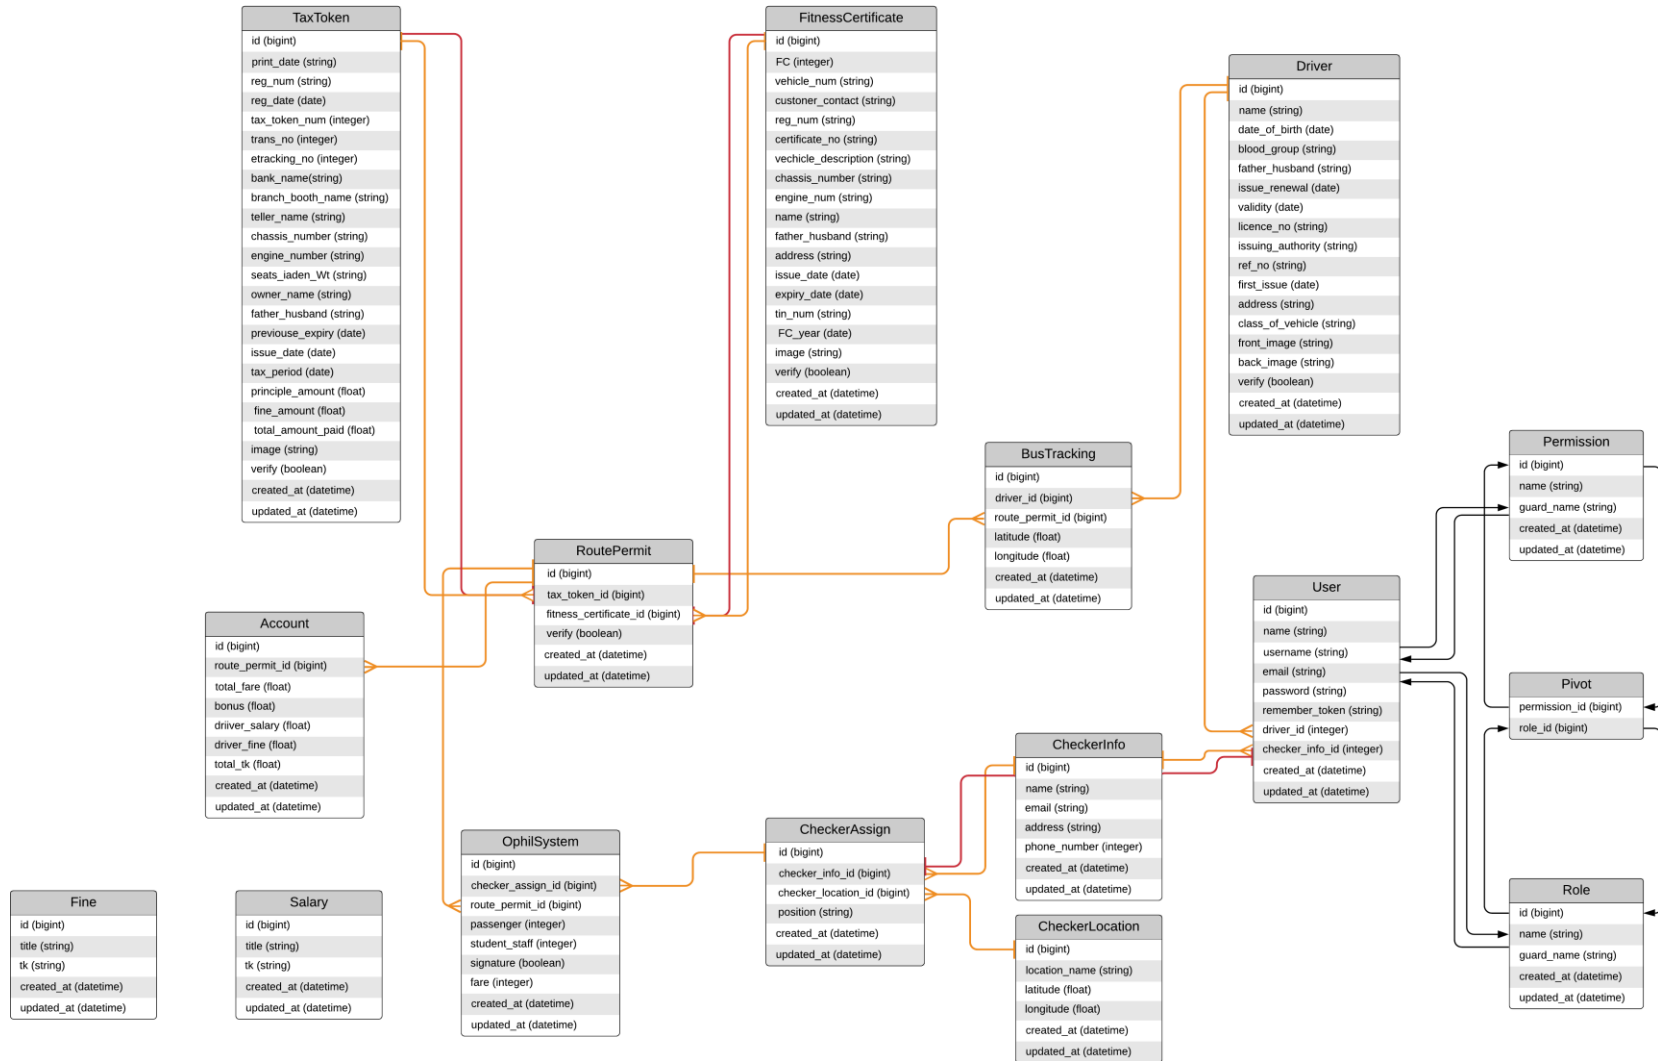 TaxToken
id (bigint)
print_date (string)
reg_num (string)
reg_date (date)
tax_token_num (integer)
trans_no (integer)
etracking_no (integer)
bank_name(string)
branch_booth_name (string)
teller_name (string)
chassis_number (string)
engine_number (string)
seats_iaden_Wt (string)
owner_name (string)
father_husband (string)
previouse_expiry (date)
issue_date (date)
tax_period (date)
principle_amount (float)
fine_amount (float)
total_amount_paid (float)
image (string)
verify (boolean)
created_at (datetime)
updated_at (datetime)
FitnessCertificate
id (bigint)
FC (integer)
vehicle_num (string)
custoner_contact (string)
reg_num (string)
certificate_no (string)
vechicle_description (string)
chassis_number (string)
engine_num (string)
name (string)
father_husband (string)
address (string)
issue_date (date)
expiry_date (date)
tin_num (string)
FC_year (date)
image (string)
verify (boolean)
created_at (datetime)
updated_at (datetime)
Driver
id (bigint)
name (string)
date_of_birth (date)
blood_group (string)
father_husband (string)
issue_renewal (date)
validity (date)
licence_no (string)
issuing_authority (string)
ref_no (string)
first_issue (date)
address (string)
class_of_vehicle (string)
front_image (string)
back_image (string)
verify (boolean)
created_at (datetime)
updated_at (datetime)
BusTracking
id (bigint)
driver_id (bigint)
route_permit_id (bigint)
latitude (float)
longitude (float)
created_at (datetime)
updated_at (datetime)
Permission
id (bigint)
name (string)
guard_name (string)
created_at (datetime)
updated_at (datetime)
RoutePermit
id (bigint)
tax_token_id (bigint)
fitness_certificate_id (bigint)
verify (boolean)
created_at (datetime)
updated_at (datetime)
User
id (bigint)
name (string)
username (string)
email (string)
password (string)
remember_token (string)
driver_id (integer)
checker_info_id (integer)
created_at (datetime)
updated_at (datetime)
Account
id (bigint)
route_permit_id (bigint)
total_fare (float)
bonus (float)
driiver_salary (float)
driver_fine (float)
total_tk (float)
created_at (datetime)
updated_at (datetime)
Pivot
permission_id (bigint)
role_id (bigint)
CheckerInfo
id (bigint)
name (string)
email (string)
address (string)
phone_number (integer)
created_at (datetime)
updated_at (datetime)
CheckerAssign
id (bigint)
checker_info_id (bigint)
checker_location_id (bigint)
position (string)
created_at (datetime)
updated_at (datetime)
OphilSystem
id (bigint)
checker_assign_id (bigint)
route_permit_id (bigint)
passenger (integer)
student_staff (integer)
signature (boolean)
fare (integer)
created_at (datetime)
updated_at (datetime)
Role
id (bigint)
name (string)
guard_name (string)
created_at (datetime)
updated_at (datetime)
Fine
id (bigint)
title (string)
tk (string)
created_at (datetime)
updated_at (datetime)
Salary
id (bigint)
title (string)
tk (string)
created_at (datetime)
updated_at (datetime)
CheckerLocation
id (bigint)
location_name (string)
latitude (float)
longitude (float)
created_at (datetime)
updated_at (datetime)